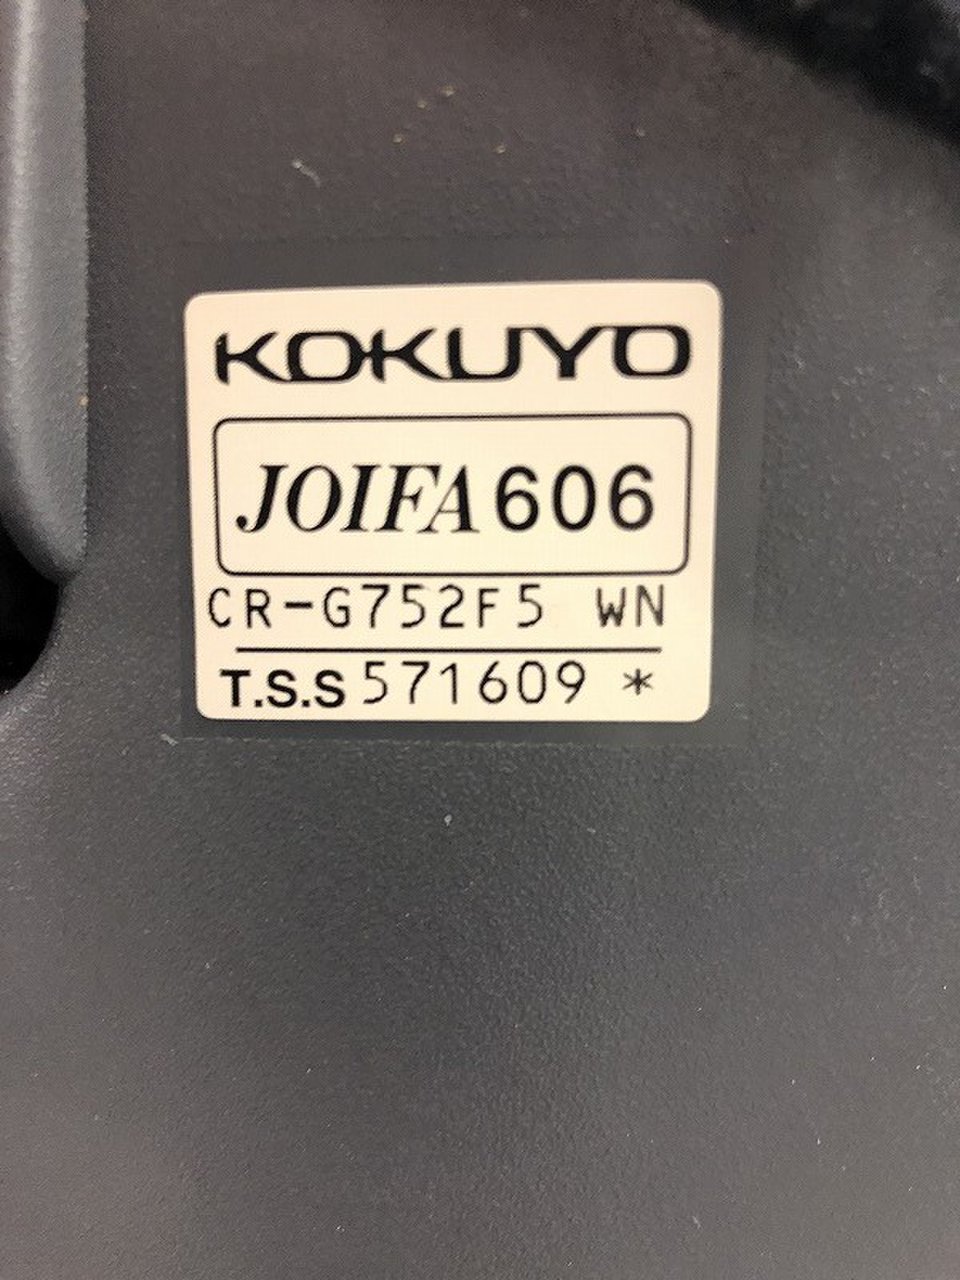 KOKUYO
JOIFA 606
CR-G752F5 WN
T.S.S 571609 *